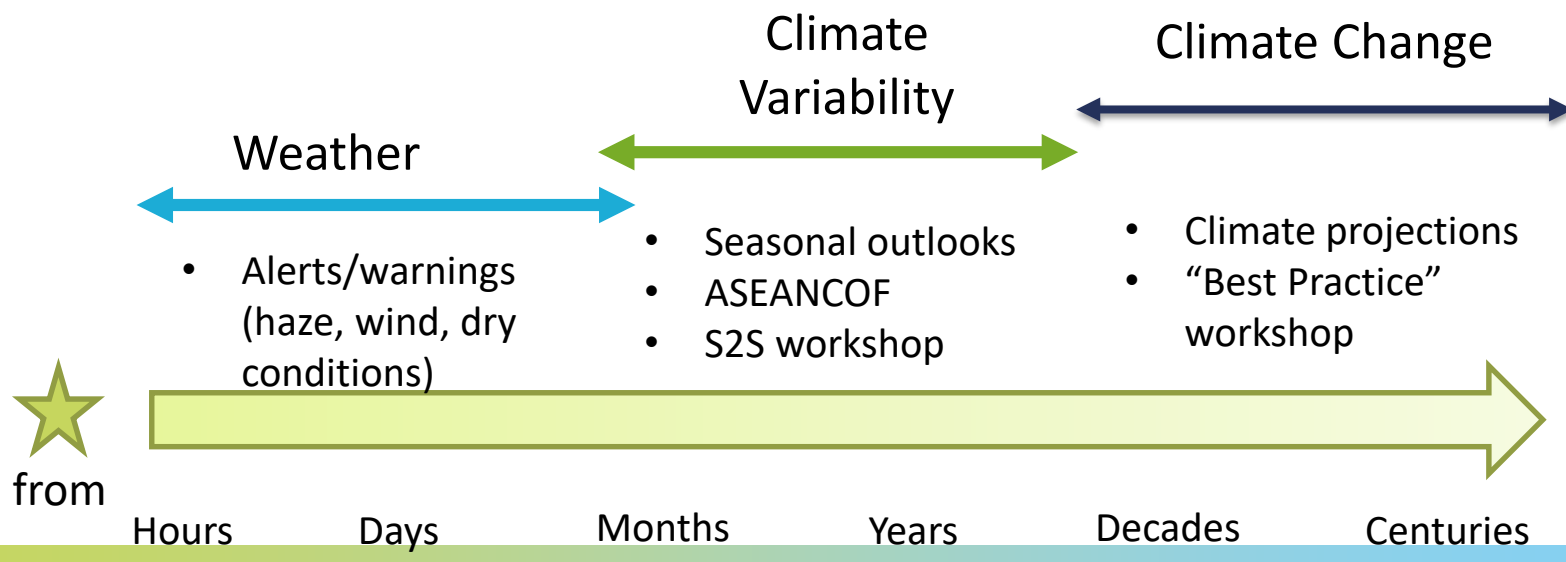 Weather
• Alerts/warnings
(haze, wind, dry
conditions)
Climate
Variability
• Seasonal outlooks
• ASEANCOF
• S2S workshop
Climate Change
• Climate projections
• “Best Practice”
workshop
from
Hours Days Months Years Decades Centuries